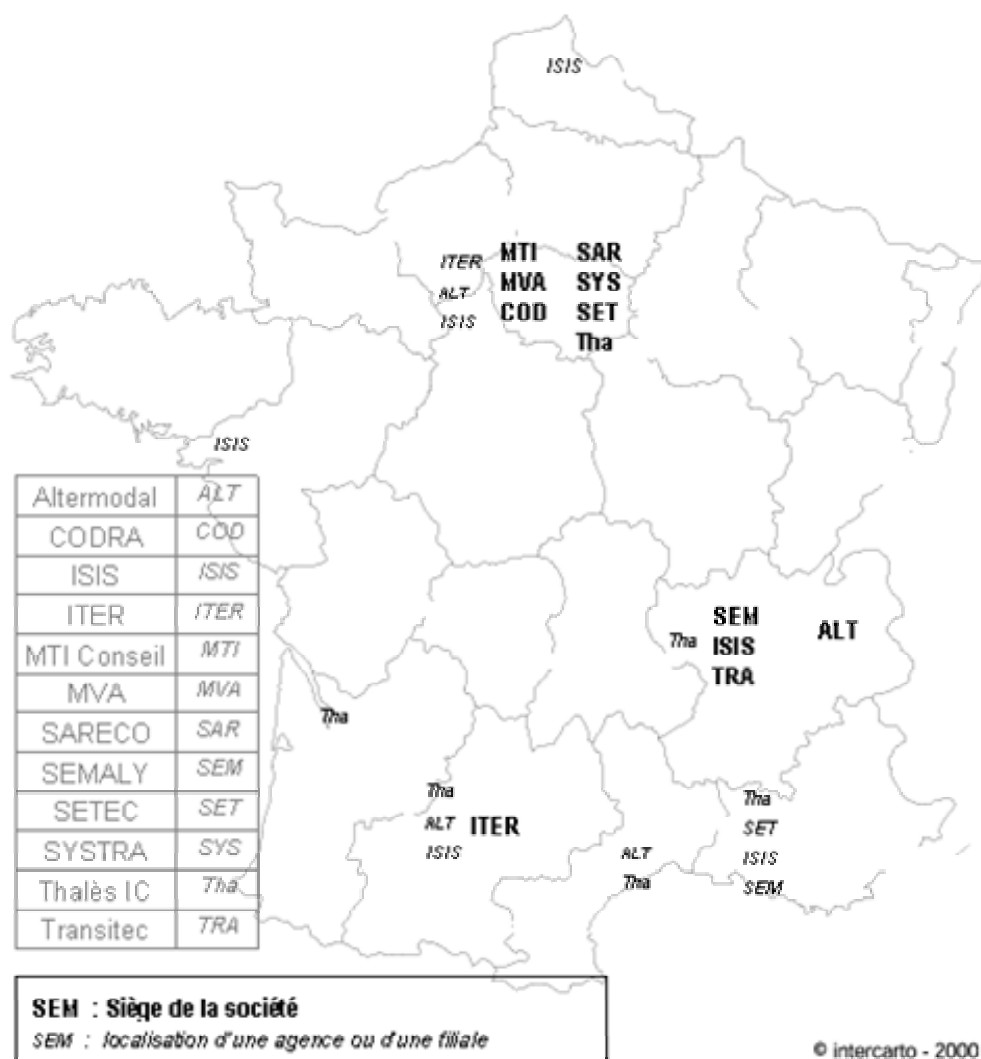 ISIS
ITER
ALT
ISIS
MTI
MVA
COD
SAR
SYS
SET
Tha
ISIS
Altermodal ALT
CODRA COD
ISIS ISIS
ITER ITER
MTI Conseil MTI
MVA MVA
SARECO SAR
SEMALY SEM
SETEC SET
SYSTRA SYS
Thalès IC Tha
Transitec TRA
Tha
SEM
ISIS
TRA
ALT
Tha
Tha
ALT
ISIS
ITER
ALT
Tha
Tha
SET
ISIS
SEM
SEM : Siège de la société
SEM : localisation d'une agence ou d'une filiale
© intercarto - 2000